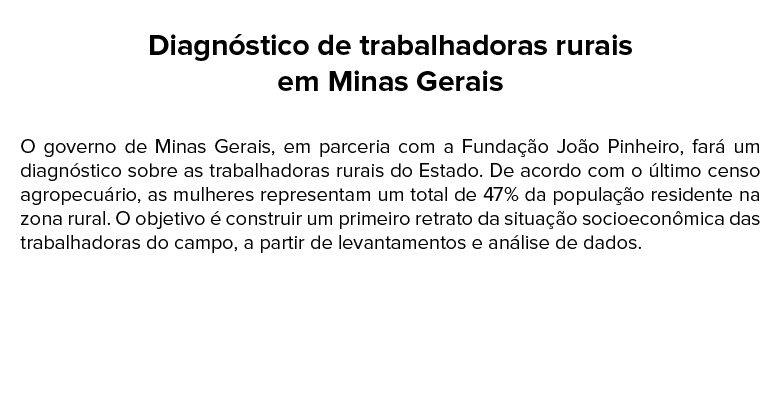 Diagnóstico de trabalhadoras rurais
em Minas Gerais
O governo de Minas Gerais, em parceria com a Fundação João Pinheiro, fará um
diagnóstico sobre as trabalhadoras rurais do Estado. De acordo com o último censo
agropecuário, as mulheres representam um total de 47% da população residente na
zona rural. O objetivo é construir um primeiro retrato da situação socioeconômica das
trabalhadoras do campo, a partir de levantamentos e análise de dados.